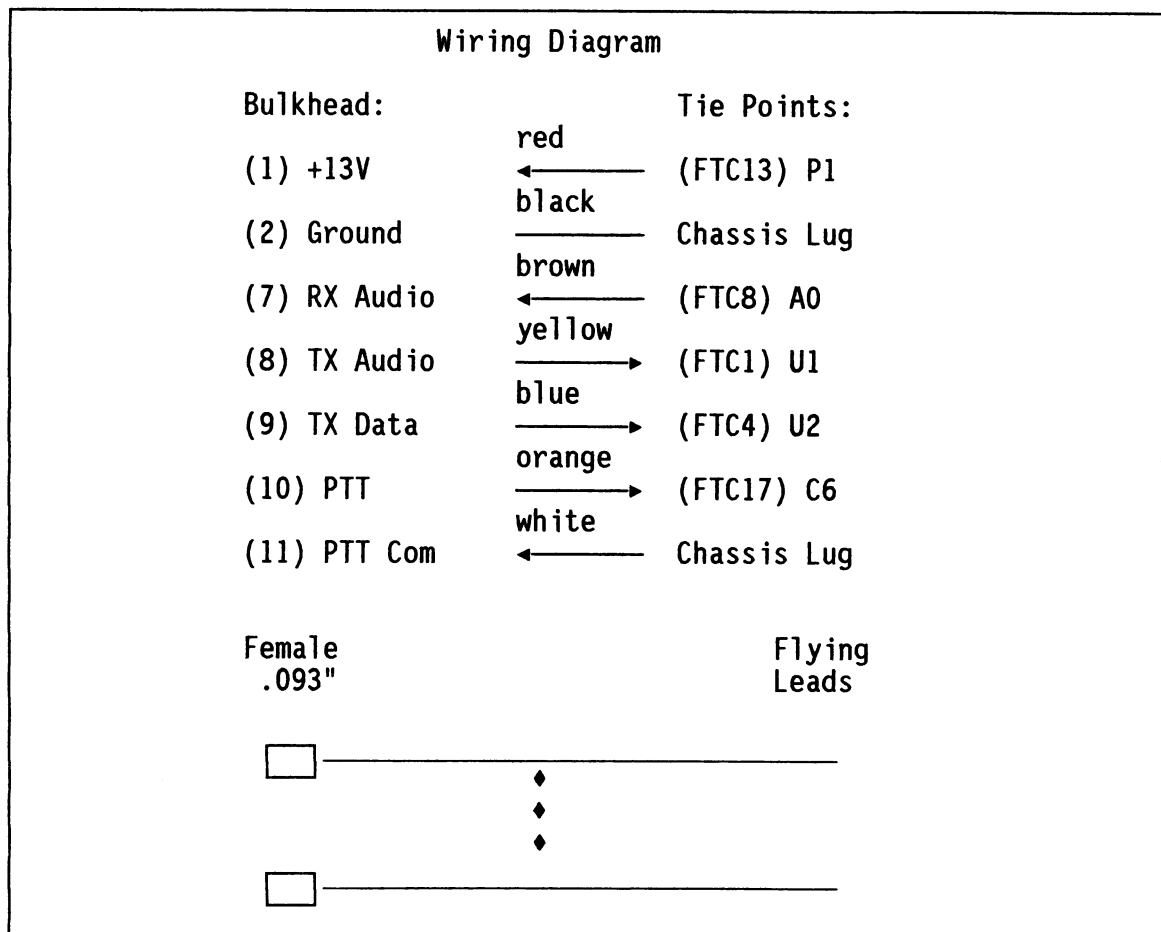 Wiring Diagram
Bulkhead: Tie Points:
red
(1) +13V (FTC13) P1
black
(2) Ground Chassis Lug
brown
(7) RX Audio (FTC8) A0
yellow
(8) TX Audio (FTC1) U1
blue
(9) TX Data (FTC4) U2
orange
(10) PTT (FTC17) C6
white
(11) PTT Com Chassis Lug
Female Flying
.093" Leads